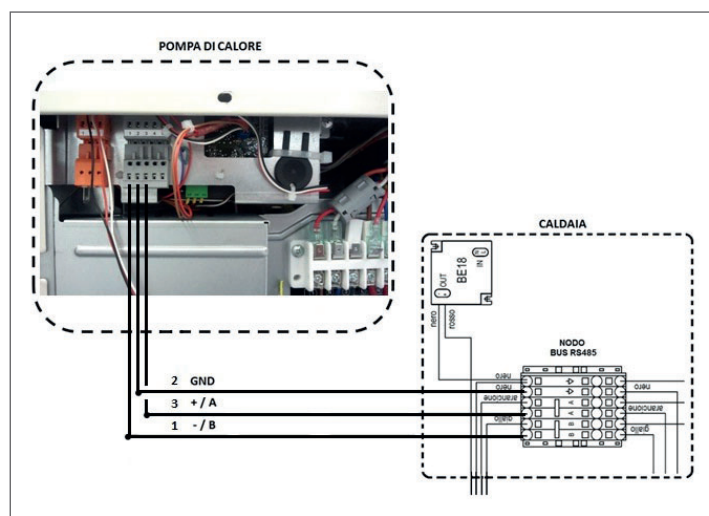 POMPA DI CALORE
CALDAIA
BE18
OUT
IN
nero
rosso
NODO
BUS RS485
nero
nero
arancione
giallo
A
A
B
B
nero
arancione
giallo
2 GND
3 + / A
1 - / B